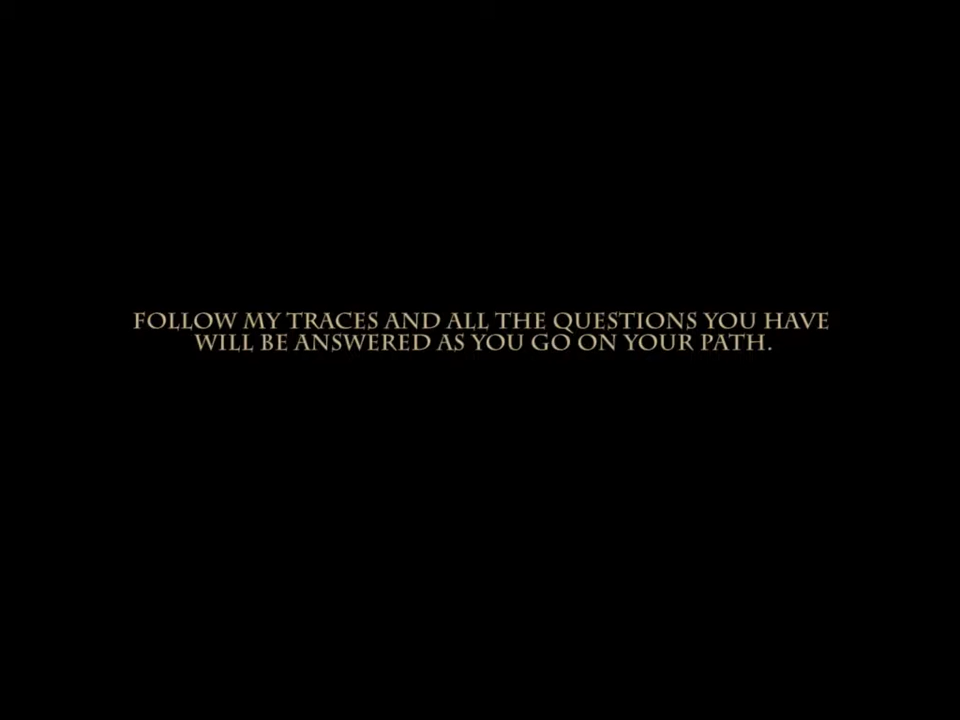 FOLLOW MY TRACES AND ALL THE QUESTIONS YOU HAVE
WILL BE ANSWERED AS YOU GO ON YOUR PATH.